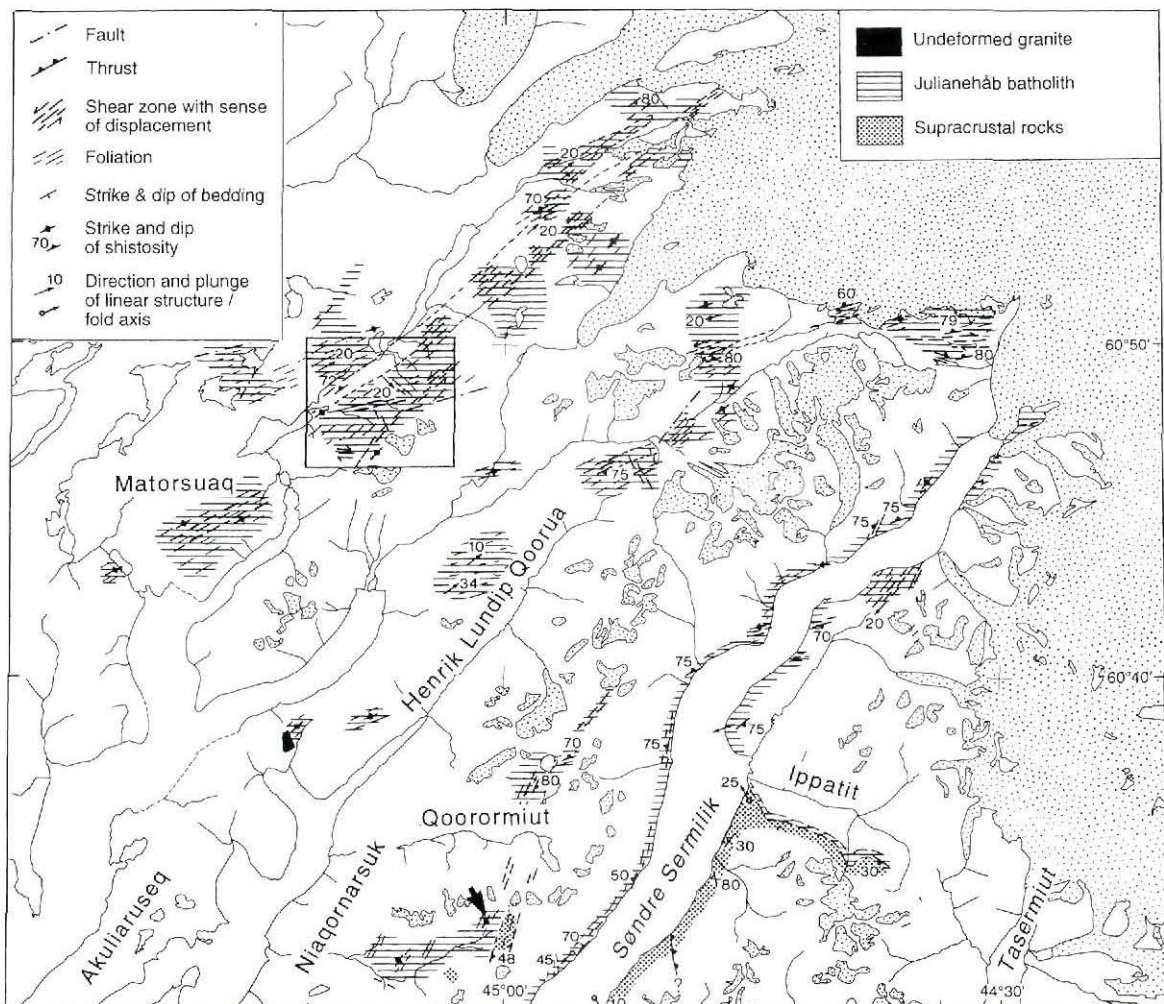 Fault
Thrust
Shear zone with sense
of displacement
Foliation
Strike & dip of bedding
70
Strike and dip
of shistosity
10
Direction and plunge
of linear structure /
fold axis
Undeformed granite
Julianehåb batholith
Supracrustal rocks
80
20
70
20
60
20
79
80
80
60°50'
20
20
Matorsuaq
75
75
75
10
34
Henrik Lundip Qoorua
70
20
75
60°40'
75
75
70
80
25
Ippatit
Qoorormiut
30
30
80
50
Søndre Sermilik
Akuliaruseq
Niaqornarsuk
48
70
45
Tasermiut
45°00'
44°30'